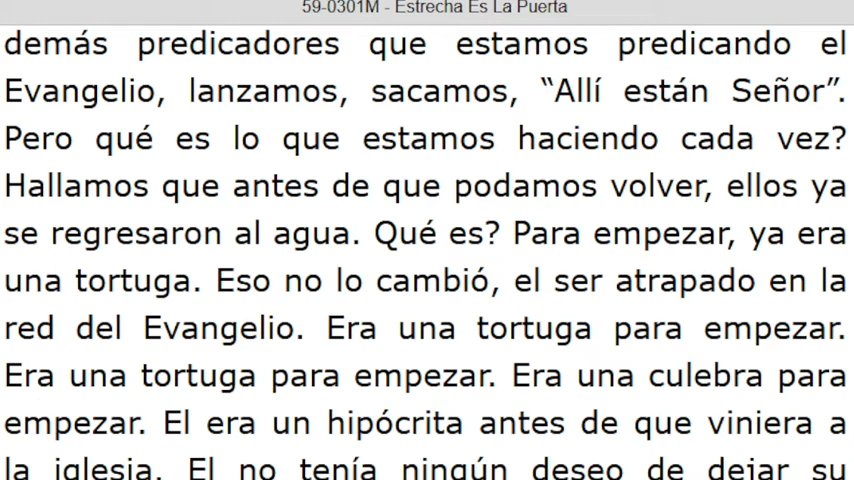 59-0301M - Estrecha Es La Puerta
demás predicadores que estamos predicando el
Evangelio, lanzamos, sacamos, “Allí están Señor”.
Pero qué es lo que estamos haciendo cada vez?
Hallamos que antes de que podamos volver, ellos ya
se regresaron al agua. Qué es? Para empezar, ya era
una tortuga. Eso no lo cambió, el ser atrapado en la
red del Evangelio. Era una tortuga para empezar.
Era una tortuga para empezar. Era una culebra para
empezar. El era un hipócrita antes de que viniera a
la iglesia. El no tenía ningún deseo de dejar su